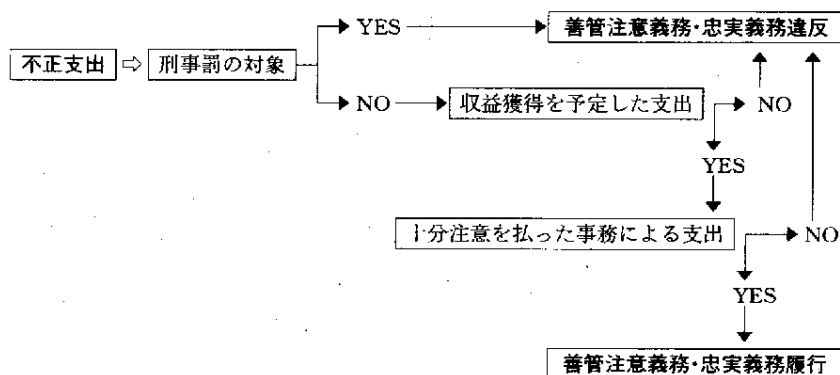 YES
善管注意義務・忠実義務違反
不正支出 ⇨ 刑事罰の対象
NO
収益獲得を予定した支出
NO
YES
十分注意を払った事務による支出
NO
YES
善管注意義務・忠実義務履行